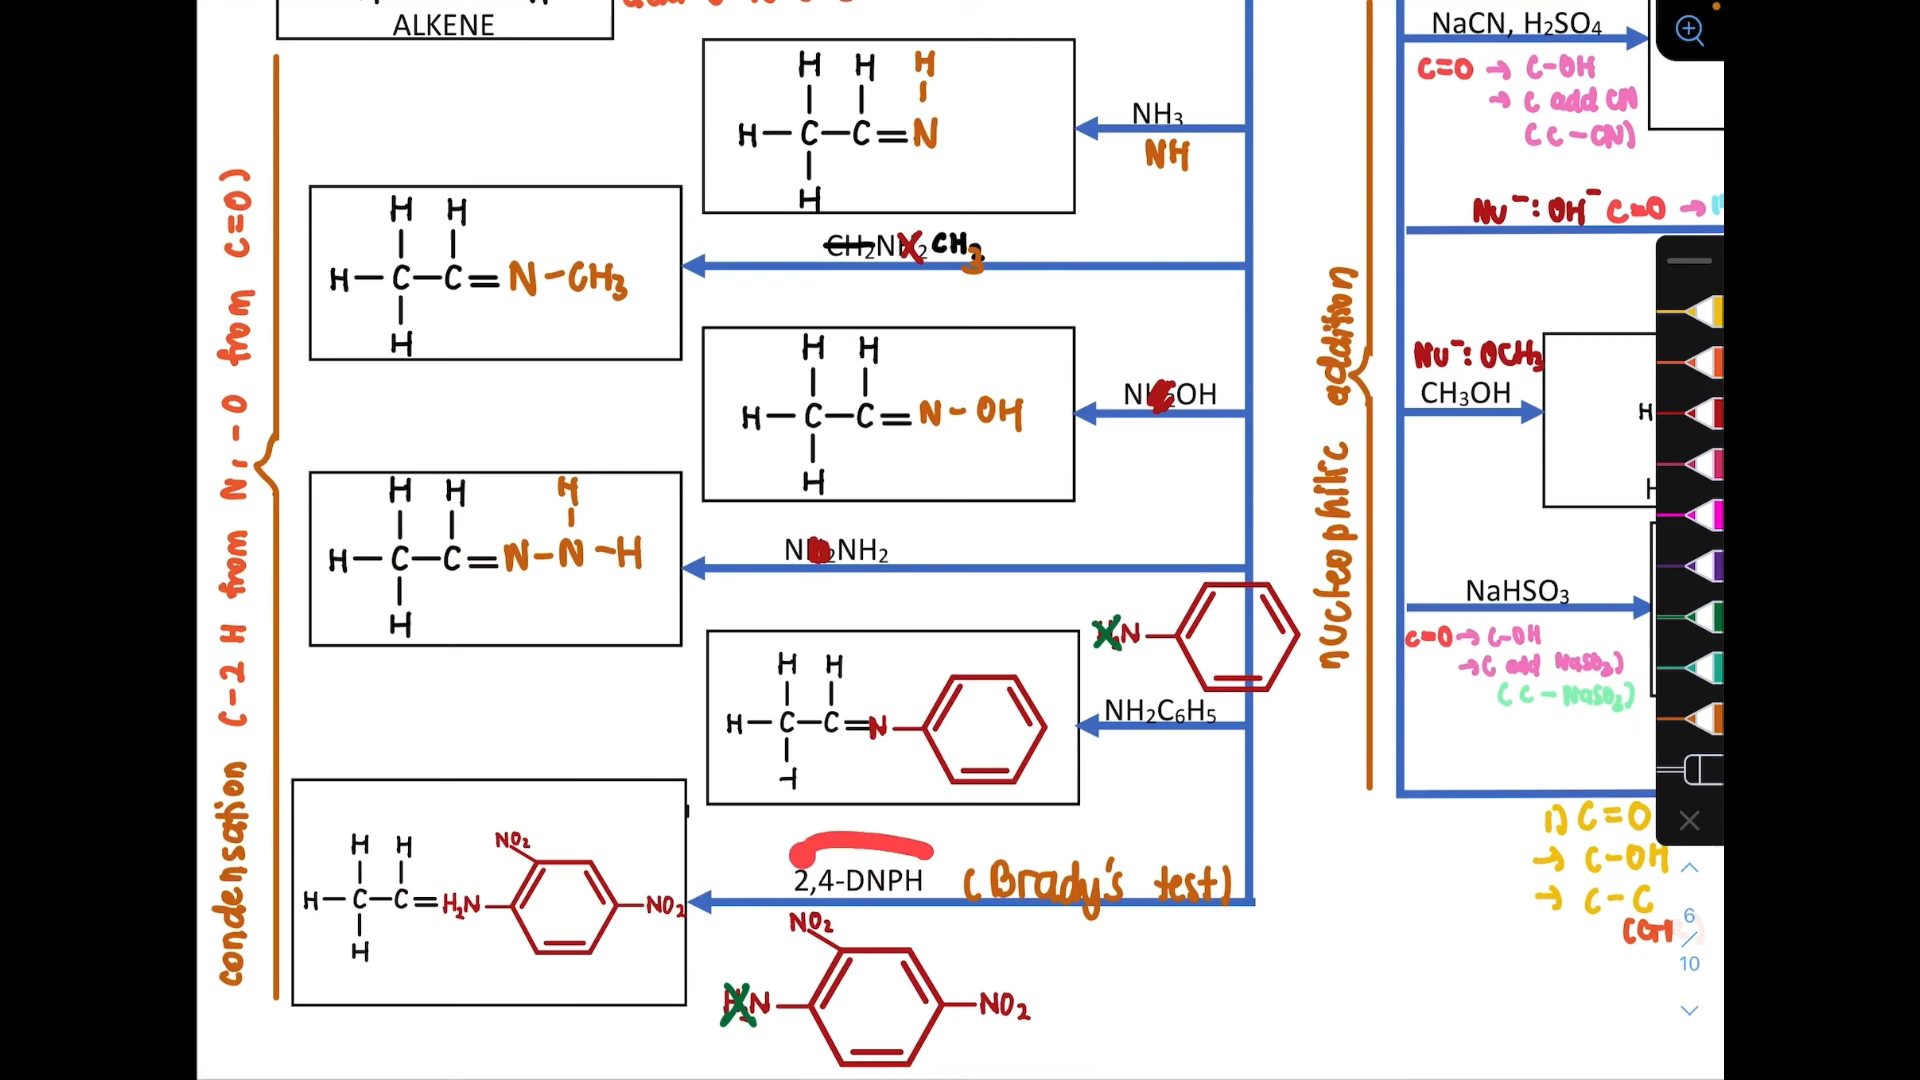 ALKENE
H H H
H-C-C=N
H
NH₃
NH
H H
H-C-C=N-CH₃
H
CH₂NH₂ CH₃
H H
H-C-C=N-OH
H
NH₂OH
H H H
H-C-C=N-N-H
H
NH₂NH₂
H₂N
H H
H-C-C=N
H
NH₂C₆H₅
2,4-DNPH (Brady's test)
H H NO₂
H-C-C=H₂N NO₂
H
NO₂
H₂N NO₂
condensation (-2 H from N, -O from C=O)
nucleophilic addition
NaCN, H₂SO₄
C=O → C-OH
→ C add CN
(C-CN)
Nu⁻: OH⁻ C=O →
Nu⁻: OCH₃
CH₃OH
H
H
NaHSO₃
C=O → C-OH
→ C add NaSO₃)
(C-NaSO₃)
1) C=O
→ C-OH
→ C-C
6
10